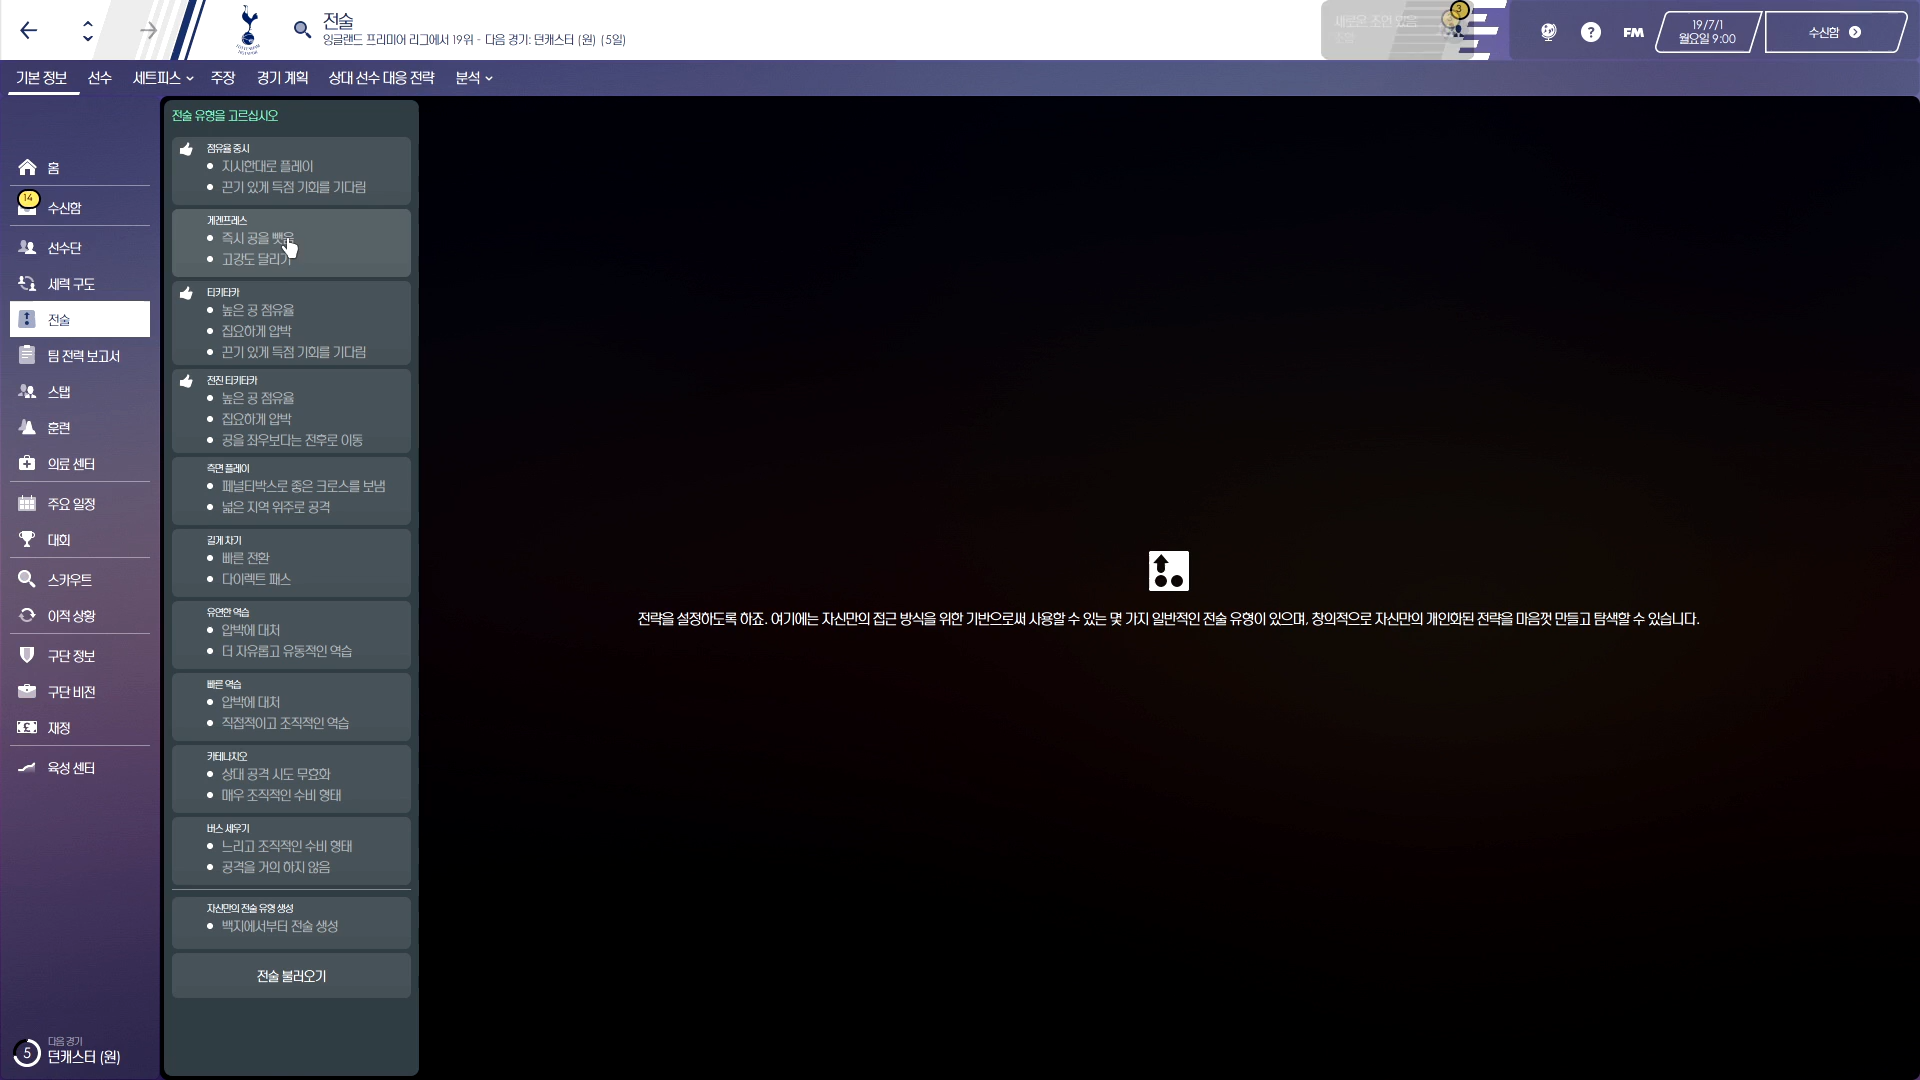 전술
잉글랜드 프리미어 리그에서 19위 - 다음 경기: 던캐스터 (원) (5일)
새로운 조언 없음
3
?
FM
19/7/1
월요일 9:00
수신함
기본 정보
선수
세트피스
주장
경기 계획
상대 선수 대응 전략
분석
홈
14
수신함
선수단
세력 구도
전술
팀 전력 보고서
스탭
훈련
의료 센터
주요 일정
대회
스카우트
이적 상황
구단 정보
구단 비전
재정
육성 센터
5
다음 경기
던캐스터 (원)
전술 유형을 고르십시오
점유율 중시
지시한대로 플레이
끈기 있게 득점 기회를 기다림
게겐프레스
즉시 공을 뺏음
고강도 달리기
티키타카
높은 공 점유율
집요하게 압박
끈기 있게 득점 기회를 기다림
전진 티키타카
높은 공 점유율
집요하게 압박
공을 좌우보다는 전후로 이동
측면 플레이
페널티박스로 좋은 크로스를 보냄
넓은 지역 위주로 공격
길게 차기
빠른 전환
다이렉트 패스
유연한 역습
압박에 대처
더 자유롭고 유동적인 역습
빠른 역습
압박에 대처
직접적이고 조직적인 역습
카테나치오
상대 공격 시도 무효화
매우 조직적인 수비 형태
버스 세우기
느리고 조직적인 수비 형태
공격을 거의 하지 않음
자신만의 전술 유형 생성
백지에서부터 전술 생성
전술 불러오기
전략을 설정하도록 하죠. 여기에는 자신만의 접근 방식을 위한 기반으로써 사용할 수 있는 몇 가지 일반적인 전술 유형이 있으며, 창의적으로 자신만의 개인화된 전략을 마음껏 만들고 탐색할 수 있습니다.